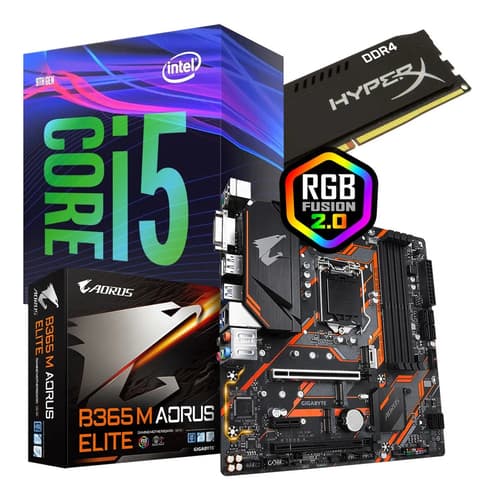 9TH GEN
intel
CORE
i5
DDR4
HYPERX
RGB
FUSION
2.0
AORUS
B365 M AORUS
ELITE
B365 M AORUS
ELITE
GIGABYTE
GIGABYTE